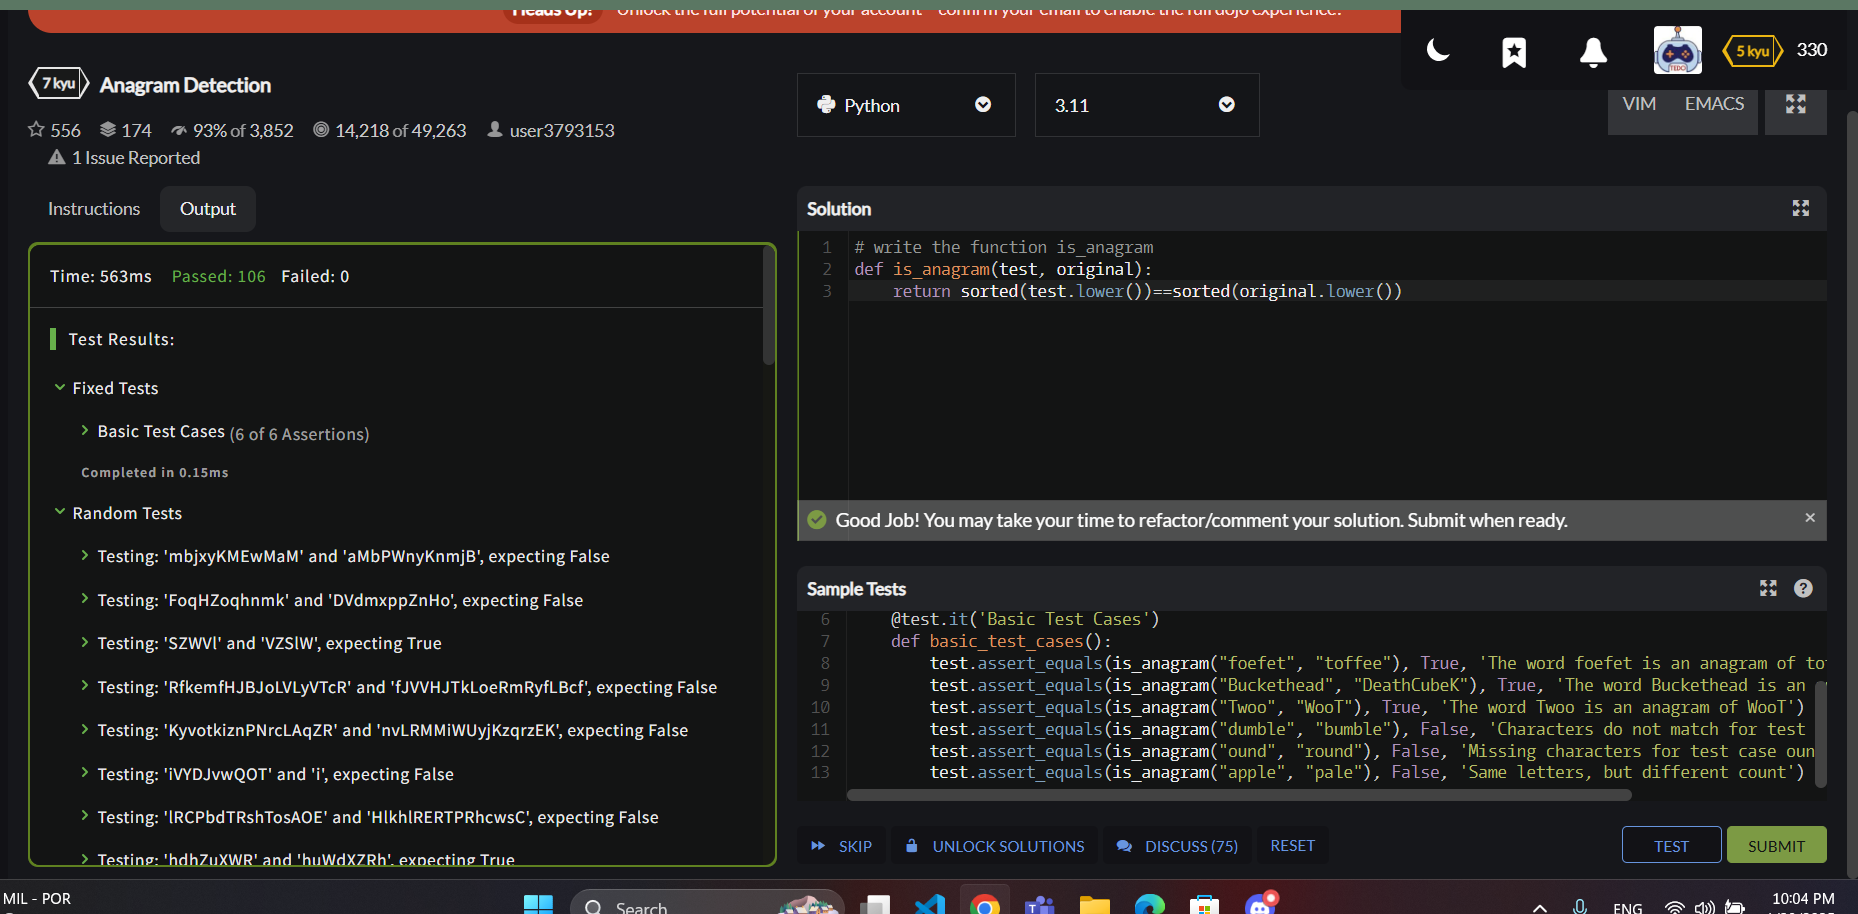 Heads Up! Unlock the full potential of your account - confirm your email to enable the full dojo experience.
5 kyu 330
7 kyu Anagram Detection
556 174 93% of 3,852 14,218 of 49,263 user3793153
1 Issue Reported
Python 3.11 VIM EMACS
Instructions Output
Time: 563ms Passed: 106 Failed: 0
Test Results:
Fixed Tests
Basic Test Cases (6 of 6 Assertions)
Completed in 0.15ms
Random Tests
Testing: 'mbjxyKMEwMaM' and 'aMbPWnyKnmjB', expecting False
Testing: 'FoqHZoqhnmk' and 'DVdmxppZnHo', expecting False
Testing: 'SZWVl' and 'VZSlW', expecting True
Testing: 'RfkemfHJBJoLVLyVTcR' and 'fJVVHJTkLoeRmRyfLBcf', expecting False
Testing: 'KyvotkiznPNrcLAqZR' and 'nvLRMMiWUyjKzqrzEK', expecting False
Testing: 'iVYDJvwQOT' and 'i', expecting False
Testing: 'lRCPbdTRshTosAOE' and 'HlkhlRERTPRhcwsC', expecting False
Testing: 'hdhZuXWR' and 'huWdXZRh', expecting True
Solution
1 # write the function is_anagram
2 def is_anagram(test, original):
3 return sorted(test.lower())==sorted(original.lower())
Good Job! You may take your time to refactor/comment your solution. Submit when ready.
Sample Tests
6 @test.it('Basic Test Cases')
7 def basic_test_cases():
8 test.assert_equals(is_anagram("foefet", "toffee"), True, 'The word foefet is an anagram of to
9 test.assert_equals(is_anagram("Buckethead", "DeathCubeK"), True, 'The word Buckethead is an
10 test.assert_equals(is_anagram("Twoo", "WooT"), True, 'The word Twoo is an anagram of WooT')
11 test.assert_equals(is_anagram("dumble", "bumble"), False, 'Characters do not match for test
12 test.assert_equals(is_anagram("ound", "round"), False, 'Missing characters for test case oun
13 test.assert_equals(is_anagram("apple", "pale"), False, 'Same letters, but different count')
SKIP UNLOCK SOLUTIONS DISCUSS (75) RESET TEST SUBMIT
MIL - POR
Search
ENG
10:04 PM